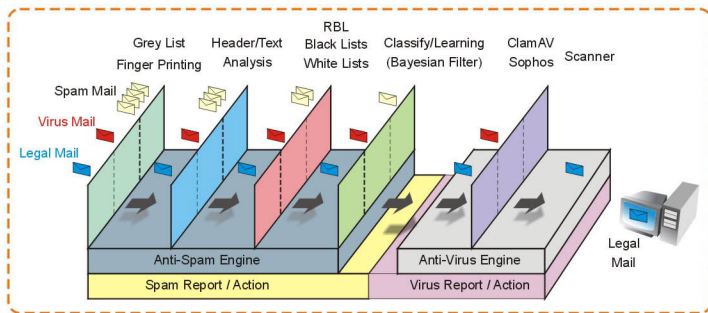 Grey List
Finger Printing
Header/Text
Analysis
RBL
Black Lists
White Lists
Classify/Learning
(Bayesian Filter)
ClamAV
Sophos
Scanner
Spam Mail
Virus Mail
Legal Mail
Anti-Spam Engine
Anti-Virus Engine
Spam Report / Action
Virus Report / Action
Legal
Mail